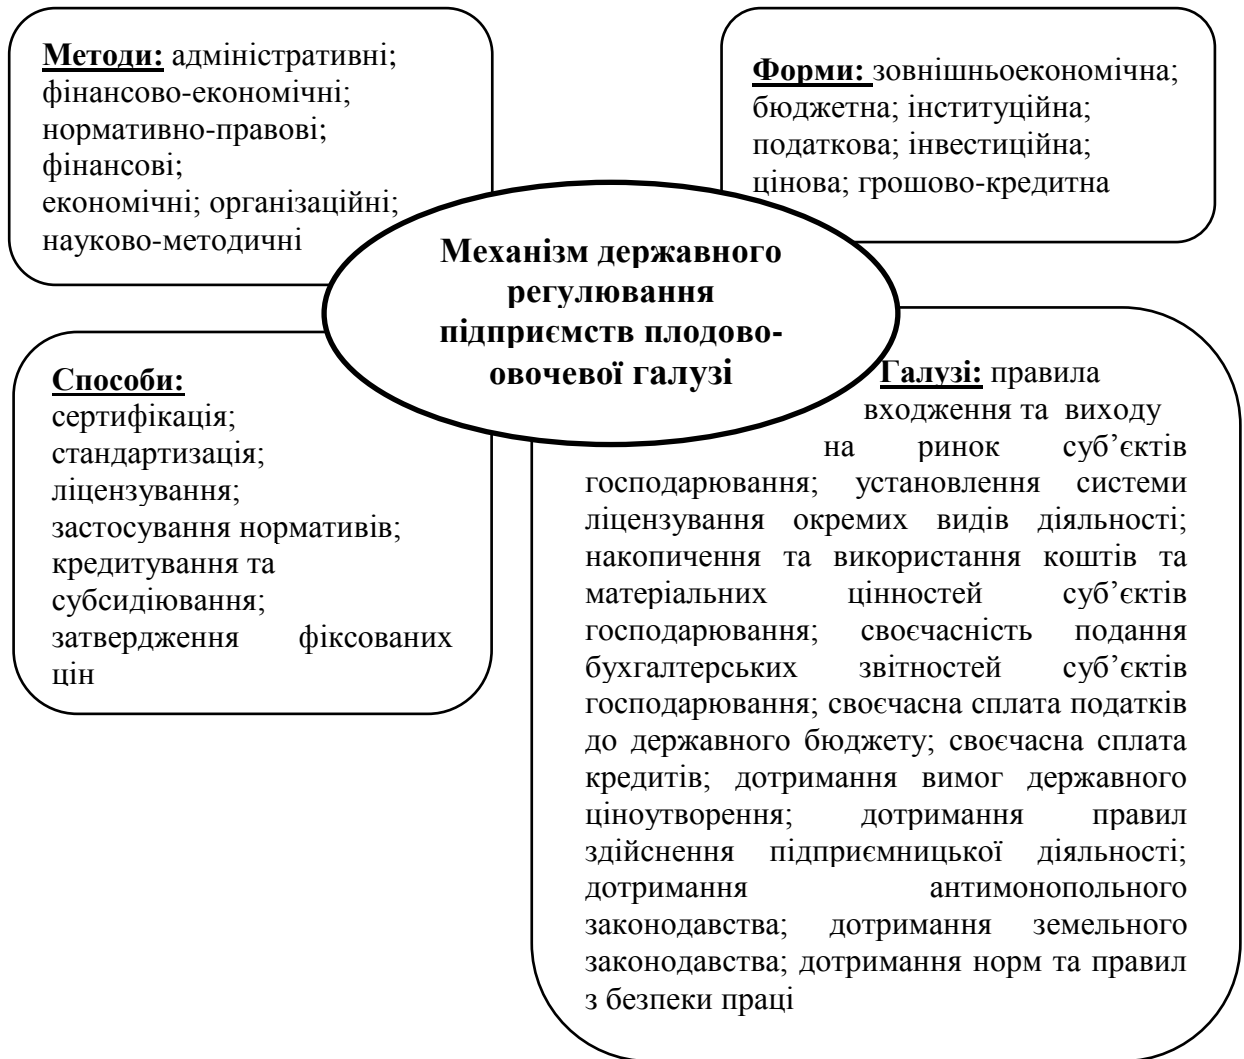 Методи: адміністративні;
фінансово-економічні;
нормативно-правові;
фінансові;
економічні; організаційні;
науково-методичні
Форми: зовнішньоекономічна;
бюджетна; інституційна;
податкова; інвестиційна;
цінова; грошово-кредитна
Механізм державного
регулювання
підприємств плодово-
овочевої галузі
Способи:
сертифікація;
стандартизація;
ліцензування;
застосування нормативів;
кредитування та
субсидіювання;
затвердження фіксованих
цін
Галузі: правила
входження та виходу
на ринок суб’єктів
господарювання; установлення системи
ліцензування окремих видів діяльності;
накопичення та використання коштів та
матеріальних цінностей суб’єктів
господарювання; своєчасність подання
бухгалтерських звітностей суб’єктів
господарювання; своєчасна сплата податків
до державного бюджету; своєчасна сплата
кредитів; дотримання вимог державного
ціноутворення; дотримання правил
здійснення підприємницької діяльності;
дотримання антимонопольного
законодавства; дотримання земельного
законодавства; дотримання норм та правил
з безпеки праці